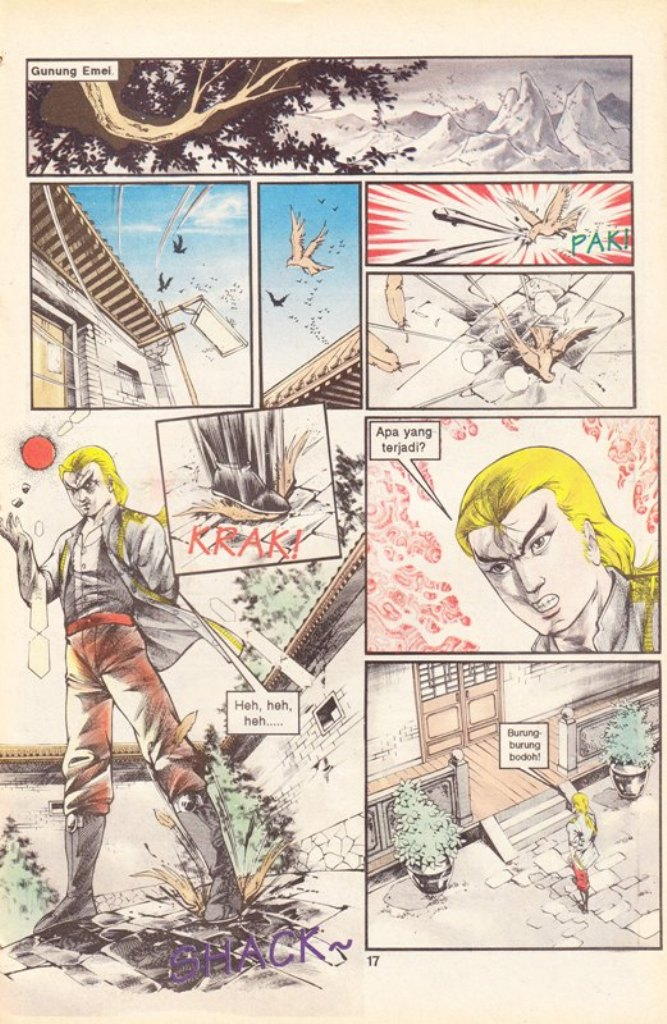 Gunung Emei.
PAK!
KRAK!
Heh, heh,
heh.....
SHACK~
Apa yang
terjadi?
Burung-
burung
bodoh!
17